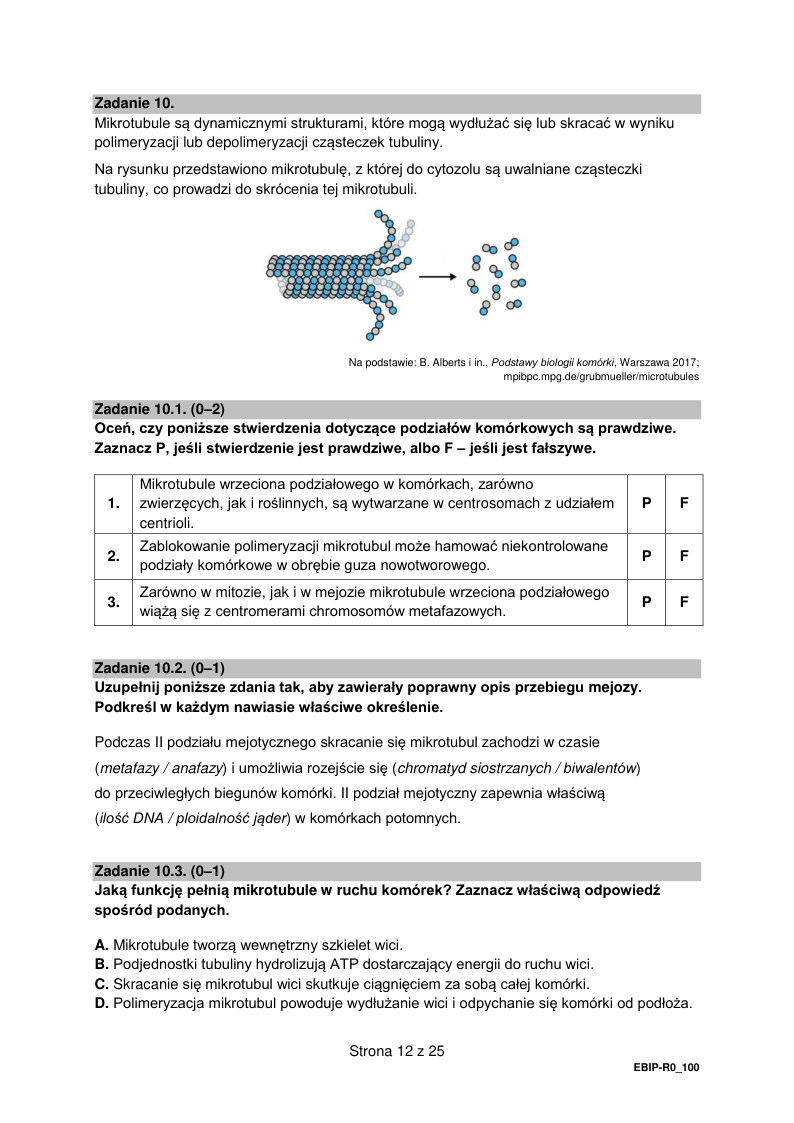 Zadanie 10.
Mikrotubule są dynamicznymi strukturami, które mogą wydłużać się lub skracać w wyniku
polimeryzacji lub depolimeryzacji cząsteczek tubuliny.
Na rysunku przedstawiono mikrotubulę, z której do cytozolu są uwalniane cząsteczki
tubuliny, co prowadzi do skrócenia tej mikrotubuli.
Na podstawie: B. Alberts i in., Podstawy biologii komórki, Warszawa 2017;
mpibpc.mpg.de/grubmueller/microtubules
Zadanie 10.1. (0–2)
Oceń, czy poniższe stwierdzenia dotyczące podziałów komórkowych są prawdziwe.
Zaznacz P, jeśli stwierdzenie jest prawdziwe, albo F – jeśli jest fałszywe.
Mikrotubule wrzeciona podziałowego w komórkach, zarówno
1. zwierzęcych, jak i roślinnych, są wytwarzane w centrosomach z udziałem P F
centrioli.
2. Zablokowanie polimeryzacji mikrotubul może hamować niekontrolowane P F
podziały komórkowe w obrębie guza nowotworowego.
3. Zarówno w mitozie, jak i w mejozie mikrotubule wrzeciona podziałowego P F
wiążą się z centromerami chromosomów metafazowych.
Zadanie 10.2. (0–1)
Uzupełnij poniższe zdania tak, aby zawierały poprawny opis przebiegu mejozy.
Podkreśl w każdym nawiasie właściwe określenie.
Podczas II podziału mejotycznego skracanie się mikrotubul zachodzi w czasie
(metafazy / anafazy) i umożliwia rozejście się (chromatyd siostrzanych / biwalentów)
do przeciwległych biegunów komórki. II podział mejotyczny zapewnia właściwą
(ilość DNA / ploidalność jąder) w komórkach potomnych.
Zadanie 10.3. (0–1)
Jaką funkcję pełnią mikrotubule w ruchu komórek? Zaznacz właściwą odpowiedź
spośród podanych.
A. Mikrotubule tworzą wewnętrzny szkielet wici.
B. Podjednostki tubuliny hydrolizują ATP dostarczający energii do ruchu wici.
C. Skracanie się mikrotubul wici skutkuje ciągnięciem za sobą całej komórki.
D. Polimeryzacja mikrotubul powoduje wydłużanie wici i odpychanie się komórki od podłoża.
Strona 12 z 25
EBIP-R0_100